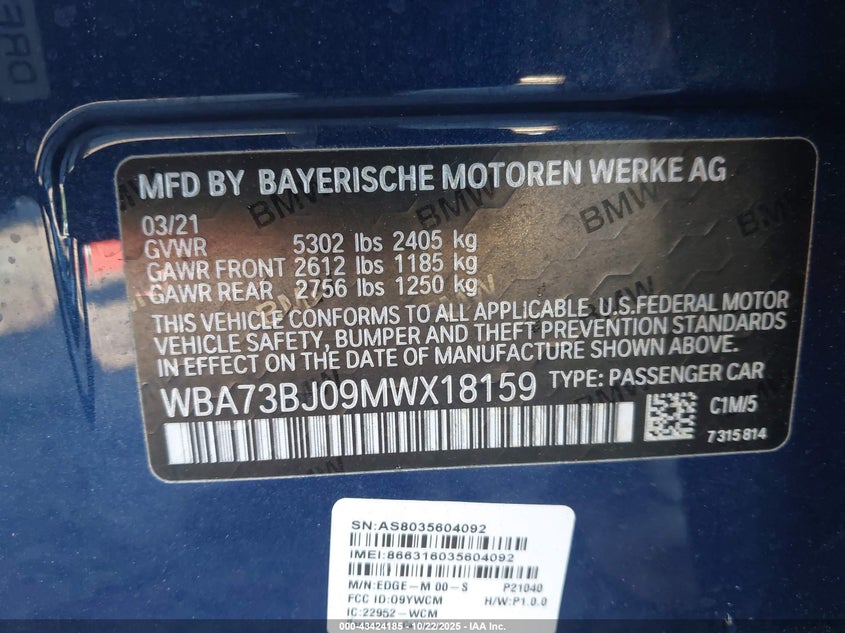 MFD BY BAYERISCHE MOTOREN WERKE AG
03/21
GVWR 5302 lbs 2405 kg
GAWR FRONT 2612 lbs 1185 kg
GAWR REAR 2756 lbs 1250 kg
THIS VEHICLE CONFORMS TO ALL APPLICABLE U.S.FEDERAL MOTOR
VEHICLE SAFETY, BUMPER AND THEFT PREVENTION STANDARDS
IN EFFECT ON THE DATE OF MANUFACTURE SHOWN ABOVE.
WBA73BJ09MWX18159 TYPE: PASSENGER CAR
C1M/5
7315814
SN:AS8035604092
IMEI:866316035604092
M/N:EDGE-M 00-S P21040
FCC ID:O9YWCM H/W:P1.0.0
IC:22952-WCM
000-43424185 - 10/22/2025 - IAA Inc.